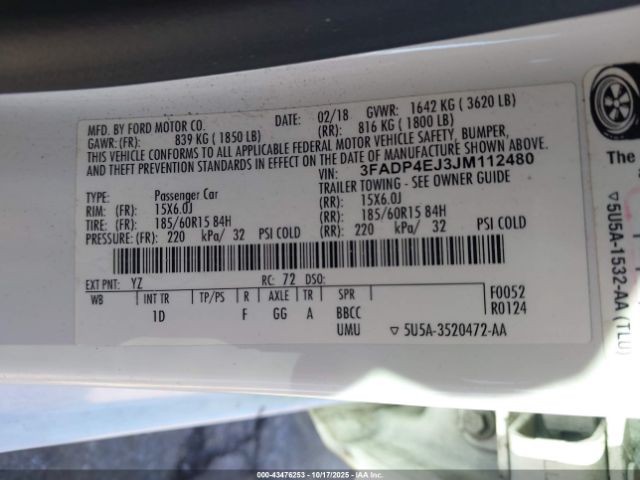 MFD. BY FORD MOTOR CO. 02/18 GVWR: 1642 KG ( 3620 LB)
GAWR: (FR): 839 KG ( 1850 LB) (RR): 816 KG ( 1800 LB)
THIS VEHICLE CONFORMS TO ALL APPLICABLE FEDERAL MOTOR VEHICLE SAFETY, BUMPER,
AND THEFT PREVENTION STANDARDS IN EFFECT ON THE DATE OF MANUFACTURE SHOWN ABOVE.
VIN: 3FADP4EJ3JM112480
TYPE: Passenger Car TRAILER TOWING - SEE OWNER GUIDE
RIM: (FR): 15X6.0J (RR): 15X6.0J
TIRE: (FR): 185/60R15 84H (RR): 185/60R15 84H
PRESSURE: (FR): 220 kPa/ 32 PSI COLD (RR): 220 kPa/ 32 PSI COLD
EXT PNT: YZ RC: 72 DSO:
WB INT TR TP/PS R AXLE TR SPR F0052
1D F GG A BBCC R0124
UMU ▽ 5U5A-3520472-AA
The
▽ 5U5A-1532-AA (TLU)
00-43476253 - 10/17/2025 - IAA, Inc.